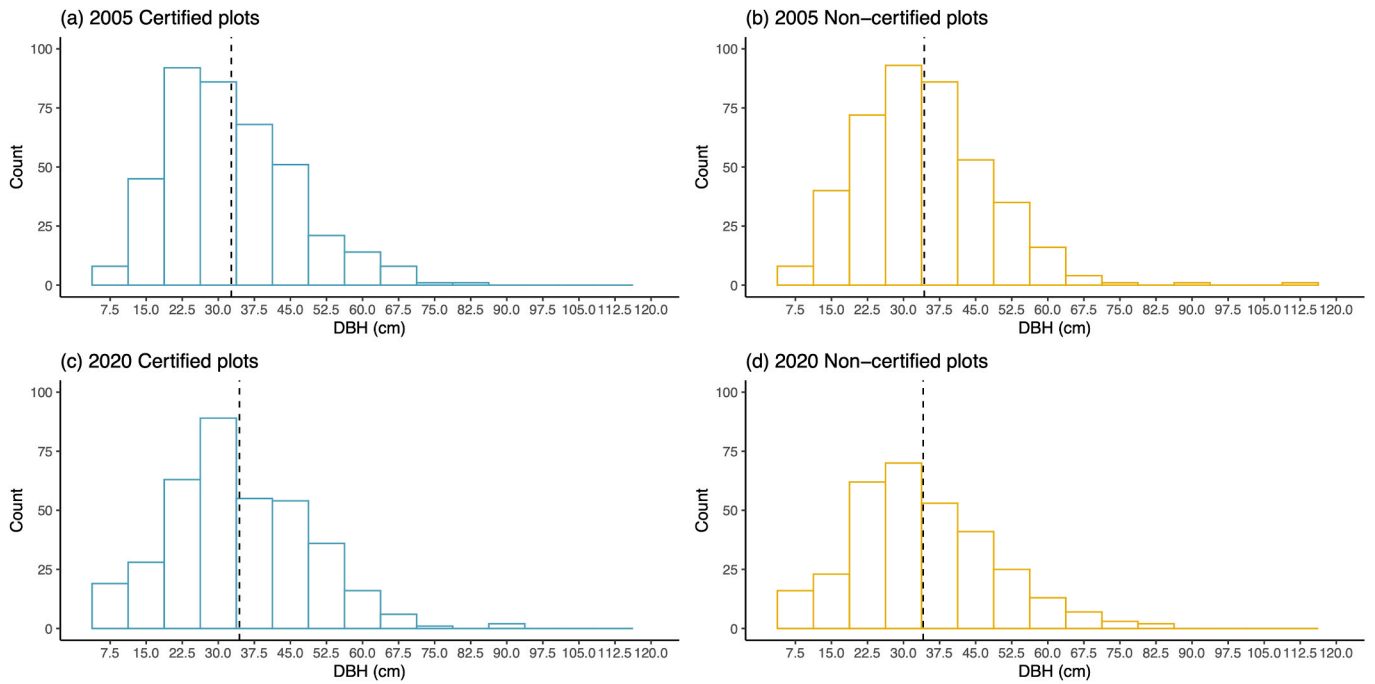 (a) 2005 Certified plots
100
75
50
25
0
Count
7.5 15.0 22.5 30.0 37.5 45.0 52.5 60.0 67.5 75.0 82.5 90.0 97.5 105.0 112.5 120.0
DBH (cm)
(b) 2005 Non−certified plots
100
75
50
25
0
Count
7.5 15.0 22.5 30.0 37.5 45.0 52.5 60.0 67.5 75.0 82.5 90.0 97.5 105.0 112.5 120.0
DBH (cm)
(c) 2020 Certified plots
100
75
50
25
0
Count
7.5 15.0 22.5 30.0 37.5 45.0 52.5 60.0 67.5 75.0 82.5 90.0 97.5 105.0 112.5 120.0
DBH (cm)
(d) 2020 Non−certified plots
100
75
50
25
0
Count
7.5 15.0 22.5 30.0 37.5 45.0 52.5 60.0 67.5 75.0 82.5 90.0 97.5 105.0 112.5 120.0
DBH (cm)